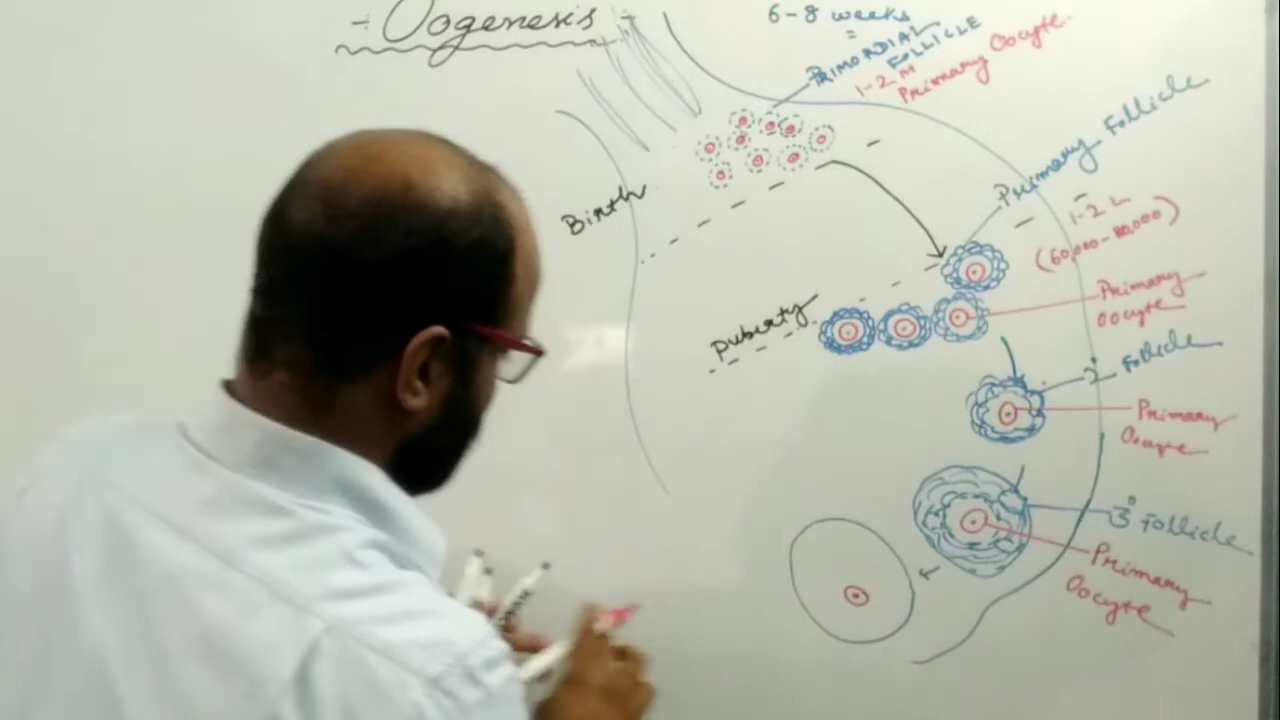 - Oogenesis -
6-8 weeks
=
PRIMORDIAL
FOLLICLE
1-2 M
Primary Oocyte.
Primary Follicle
Birth
1-2 L
(60,000-80,000)
Primary
oocyte
Puberty
2° Follicle
Primary
Oocyte
3° Follicle
Primary
Oocyte